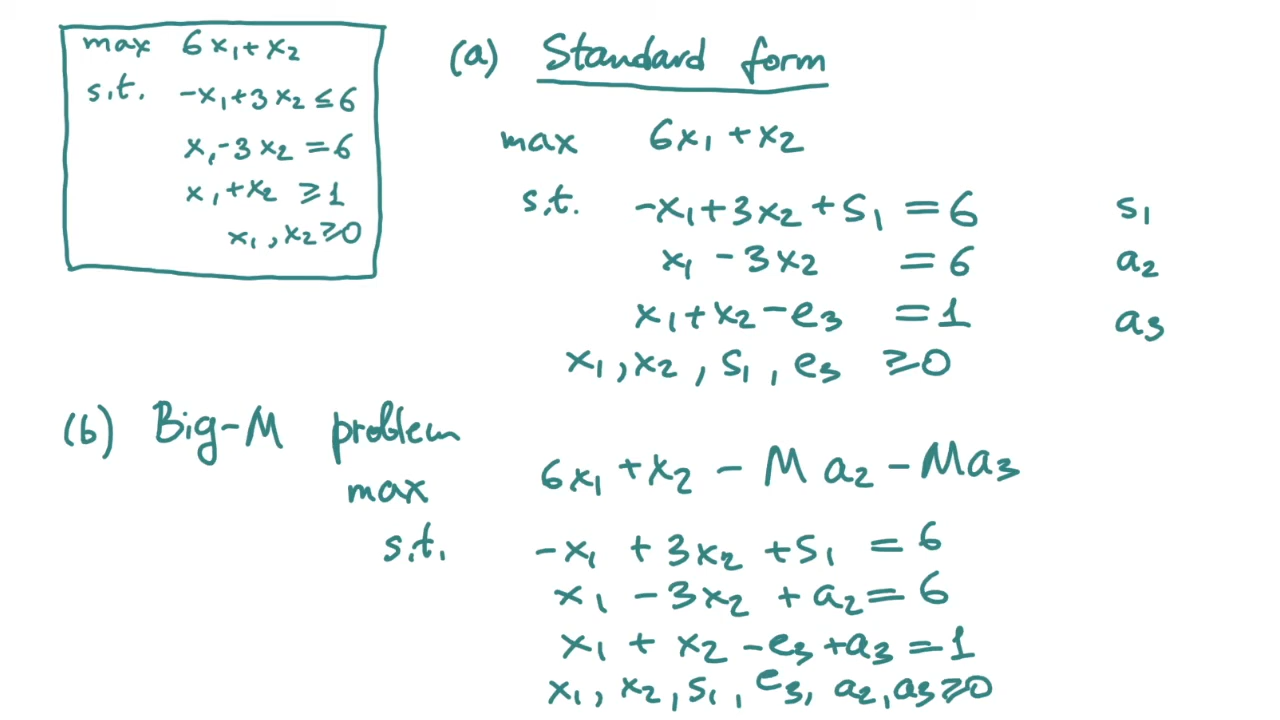 max 6x₁ + x₂
s.t. -x₁ + 3x₂ ≤ 6
x₁ - 3x₂ = 6
x₁ + x₂ ≥ 1
x₁, x₂ ≥ 0
(a) Standard form
max 6x₁ + x₂
s.t. -x₁ + 3x₂ + s₁ = 6 s₁
x₁ - 3x₂ = 6 a₂
x₁ + x₂ - e₃ = 1 a₃
x₁, x₂, s₁, e₃ ≥ 0
(b) Big-M problem
max 6x₁ + x₂ - M a₂ - M a₃
s.t. -x₁ + 3x₂ + s₁ = 6
x₁ - 3x₂ + a₂ = 6
x₁ + x₂ - e₃ + a₃ = 1
x₁, x₂, s₁, e₃, a₂, a₃ ≥ 0